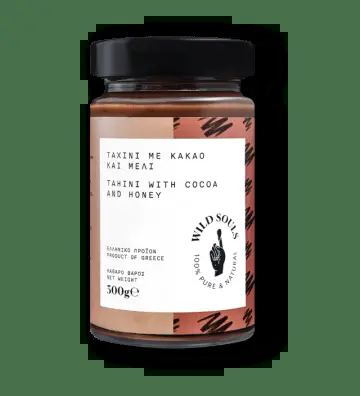 ΤΑΧΙΝΙ ΜΕ ΚΑΚΑΟ
ΚΑΙ ΜΕΛΙ
TAHINI WITH COCOA
AND HONEY
ΕΛΛΗΝΙΚΟ ΠΡΟΪΟΝ
PRODUCT OF GREECE
ΚΑΘΑΡΟ ΒΑΡΟΣ
NET WEIGHT
500g℮
WILD SOULS
100% PURE & NATURAL